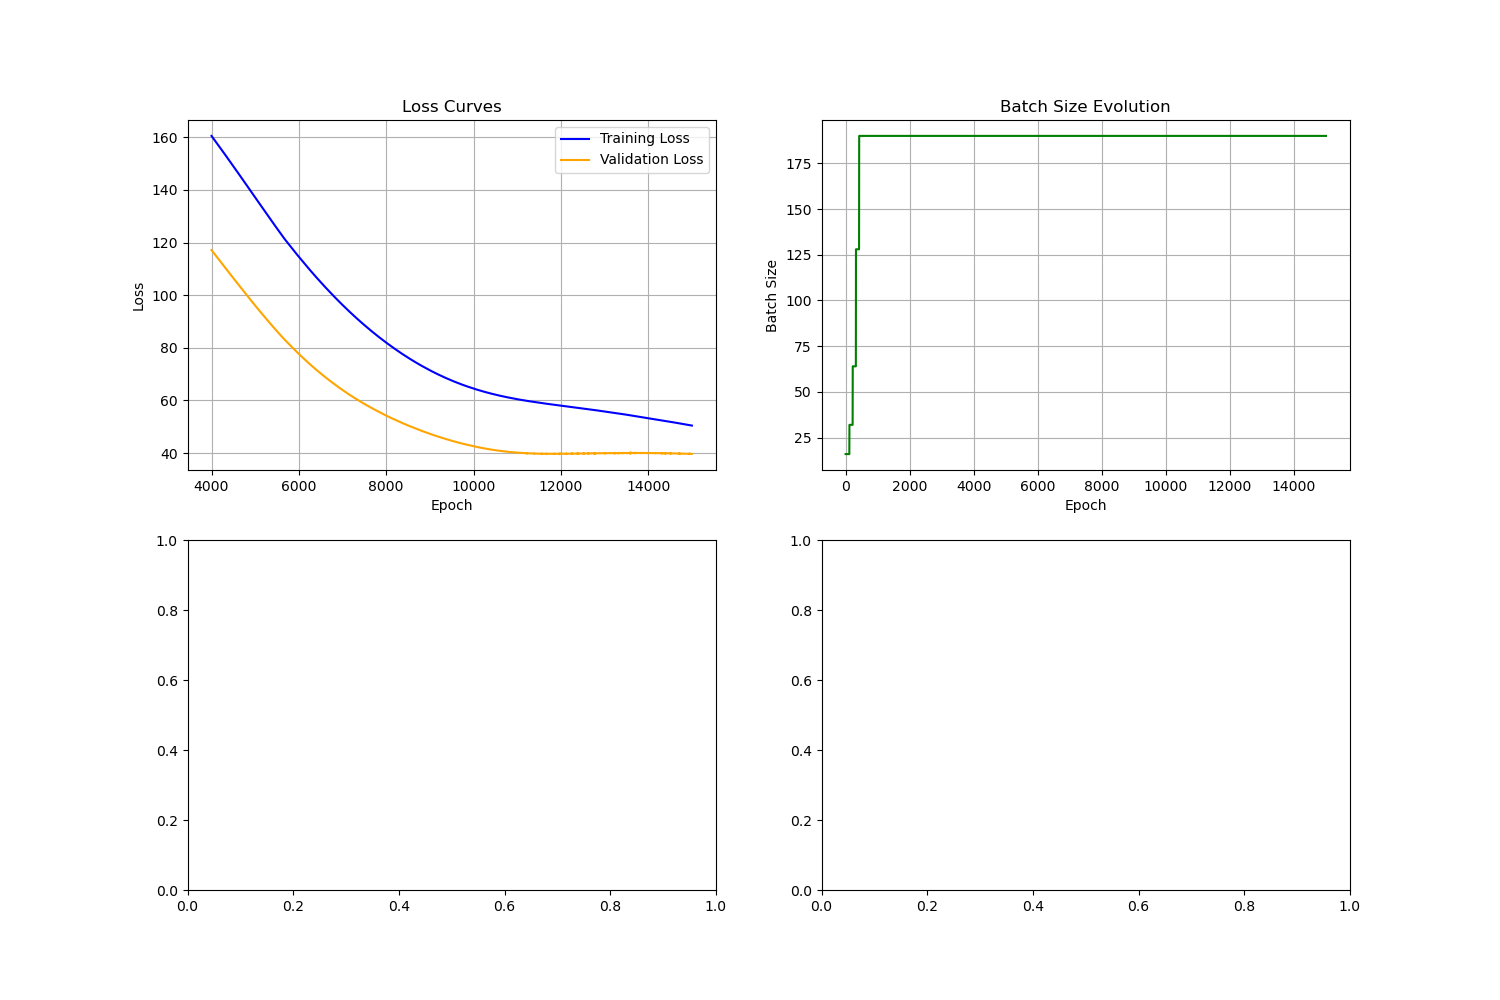 Loss Curves
160
140
120
100
80
60
40
Loss
Training Loss
Validation Loss
4000 6000 8000 10000 12000 14000
Epoch
Batch Size Evolution
175
150
125
100
75
50
25
Batch Size
0 2000 4000 6000 8000 10000 12000 14000
Epoch
1.0
0.8
0.6
0.4
0.2
0.0
0.0 0.2 0.4 0.6 0.8 1.0
1.0
0.8
0.6
0.4
0.2
0.0
0.0 0.2 0.4 0.6 0.8 1.0